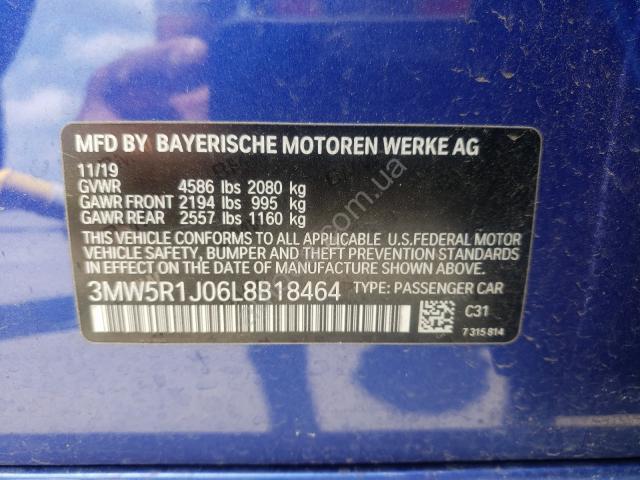 MFD BY BAYERISCHE MOTOREN WERKE AG
11/19
GVWR 4586 lbs 2080 kg
GAWR FRONT 2194 lbs 995 kg
GAWR REAR 2557 lbs 1160 kg
THIS VEHICLE CONFORMS TO ALL APPLICABLE U.S.FEDERAL MOTOR
VEHICLE SAFETY, BUMPER AND THEFT PREVENTION STANDARDS
IN EFFECT ON THE DATE OF MANUFACTURE SHOWN ABOVE.
3MW5R1J06L8B18464 TYPE: PASSENGER CAR
C31
7 315 814